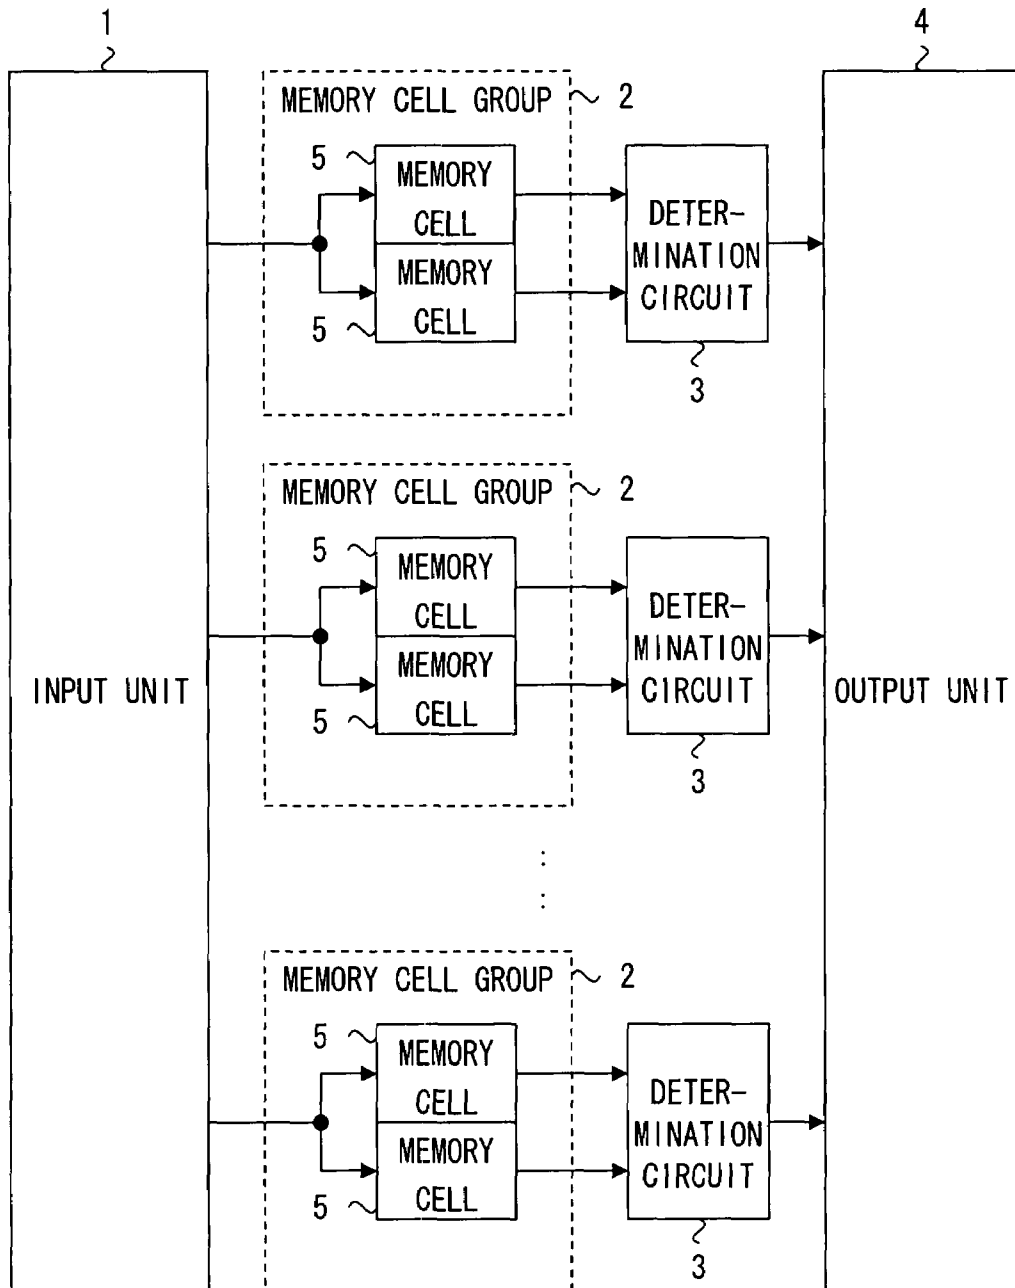 1
4
MEMORY CELL GROUP
2
5
MEMORY
CELL
MEMORY
CELL
5
DETER-
MINATION
CIRCUIT
3
MEMORY CELL GROUP
2
5
MEMORY
CELL
MEMORY
CELL
5
DETER-
MINATION
CIRCUIT
3
INPUT UNIT
OUTPUT UNIT
MEMORY CELL GROUP
2
5
MEMORY
CELL
MEMORY
CELL
5
DETER-
MINATION
CIRCUIT
3